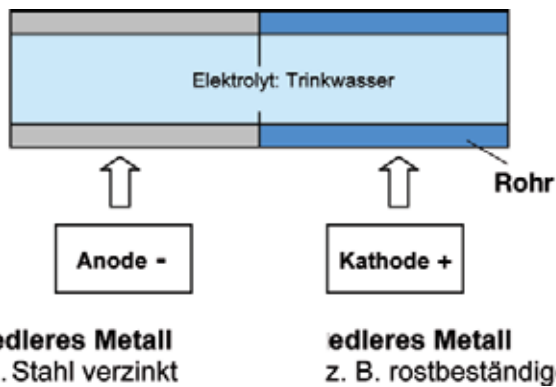 Elektrolyt: Trinkwasser
Rohr
Anode -
Kathode +
edleres Metall
edleres Metall
. Stahl verzinkt
z. B. rostbeständig